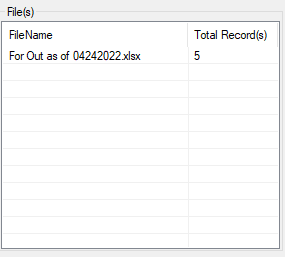 File(s)
FileName Total Record(s)
For Out as of 04242022.xlsx 5